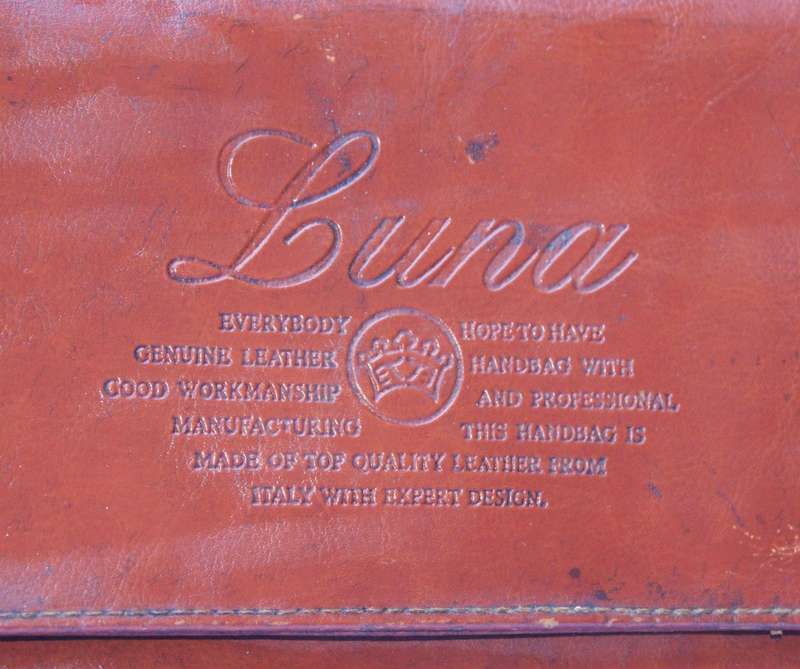 Luna
EVERYBODY HOPE TO HAVE
GENUINE LEATHER HANDBAG WITH
GOOD WORKMANSHIP AND PROFESSIONAL
MANUFACTURING THIS HANDBAG IS
MADE OF TOP QUALITY LEATHER FROM
ITALY WITH EXPERT DESIGN.